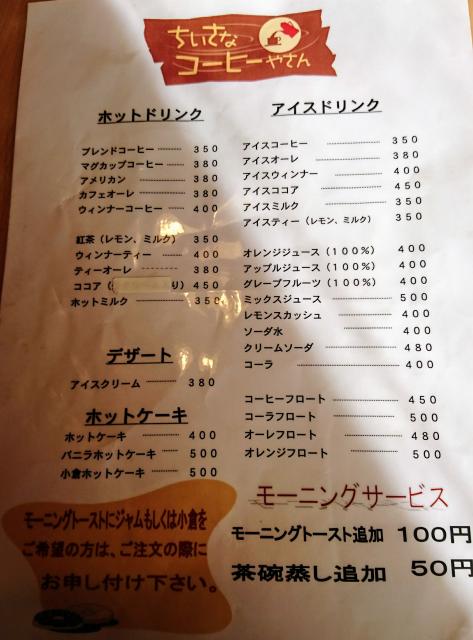 ちいさな
コーヒーやさん
ホットドリンク
ブレンドコーヒー ········ 350
マグカップコーヒー ····· 380
アメリカン ················ 380
カフェオーレ ·············· 380
ウィンナーコーヒー ······ 400
紅茶（レモン、ミルク） 350
ウィンナーティー ········ 400
ティーオーレ ---------- 380
ココア（ り） 450
ホットミルク ·············· 350
デザート
アイスクリーム ········ 380
ホットケーキ
ホットケーキ ·········· 400
バニラホットケーキ ······ 500
小倉ホットケーキ ········ 500
モーニングトーストにジャムもしくは小倉を
ご希望の方は、ご注文の際に
お申し付け下さい。
アイスドリンク
アイスコーヒー ············ 350
アイスオーレ ·············· 380
アイスウィンナー ·········· 400
アイスココア ·············· 450
アイスミルク ·············· 350
アイスティー（レモン、ミルク） 350
オレンジジュース（１００％） 400
アップルジュース（１００％） 400
グレープフルーツ（１００％） 400
ミックスジュース ·········· 500
レモンスカッシュ ·········· 400
ソーダ水 ·················· 400
クリームソーダ ············ 480
コーラ ···················· 400
コーヒーフロート ·········· 450
コーラフロート ············ 500
オーレフロート ············ 480
オレンジフロート ·········· 500
モーニングサービス
モーニングトースト追加 100円
茶碗蒸し追加 50円